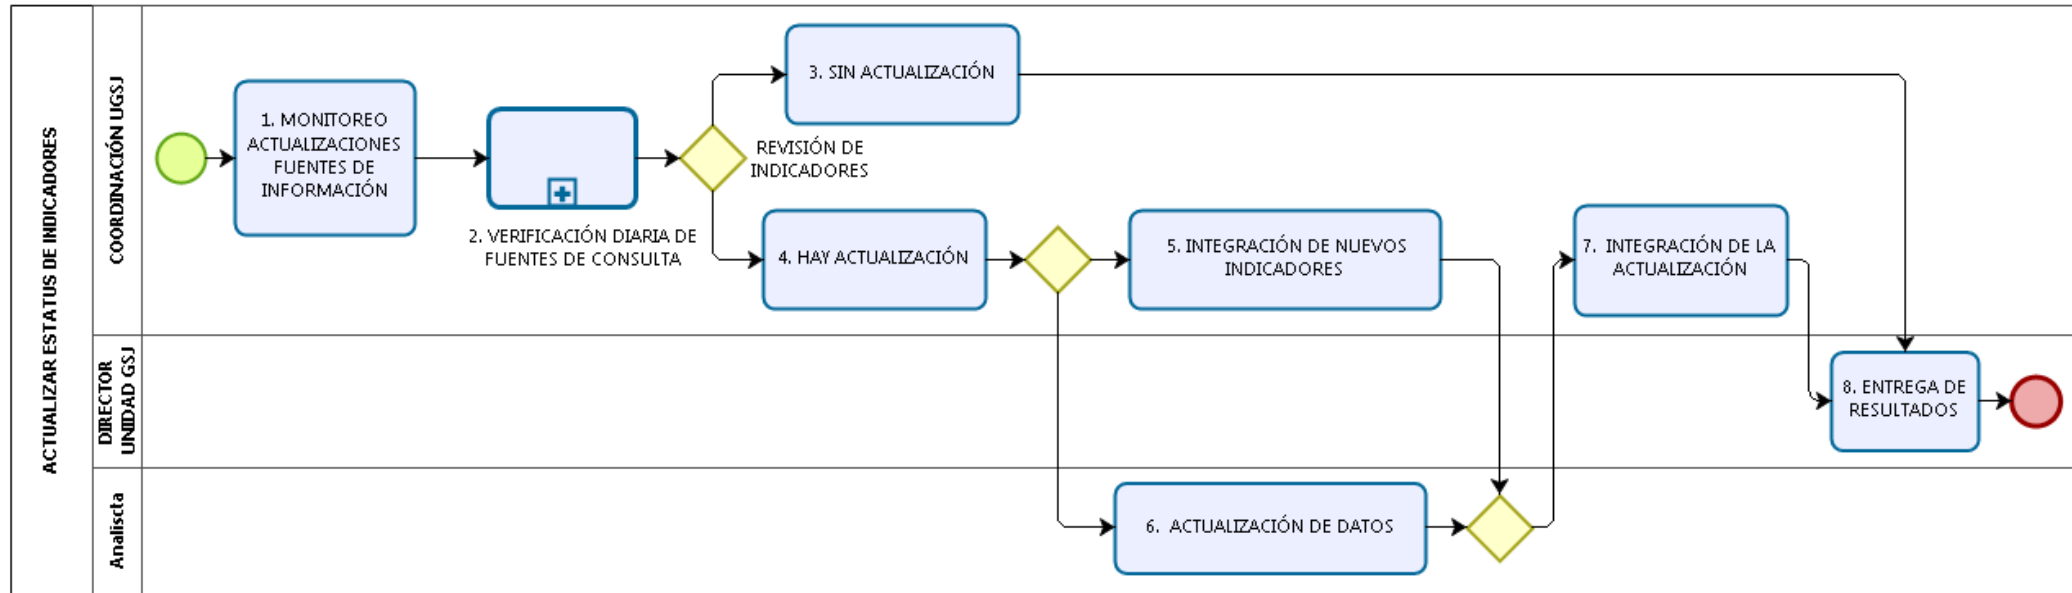 ACTUALIZAR ESTATUS DE INDICADORES
COORDINACIÓN UGSJ
1. MONITOREO
ACTUALIZACIONES
FUENTES DE
INFORMACIÓN
2. VERIFICACIÓN DIARIA DE
FUENTES DE CONSULTA
REVISIÓN DE
INDICADORES
3. SIN ACTUALIZACIÓN
4. HAY ACTUALIZACIÓN
5. INTEGRACIÓN DE NUEVOS
INDICADORES
7. INTEGRACIÓN DE LA
ACTUALIZACIÓN
DIRECTOR
UNIDAD GSJ
8. ENTREGA DE
RESULTADOS
Analiscta
6. ACTUALIZACIÓN DE DATOS